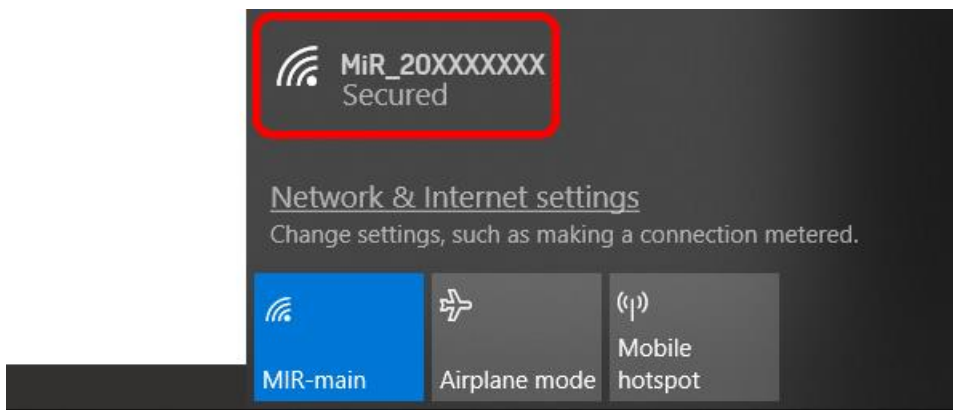 MiR_20XXXXXXX
Secured
Network & Internet settings
Change settings, such as making a connection metered.
MIR-main
Airplane mode
Mobile
hotspot